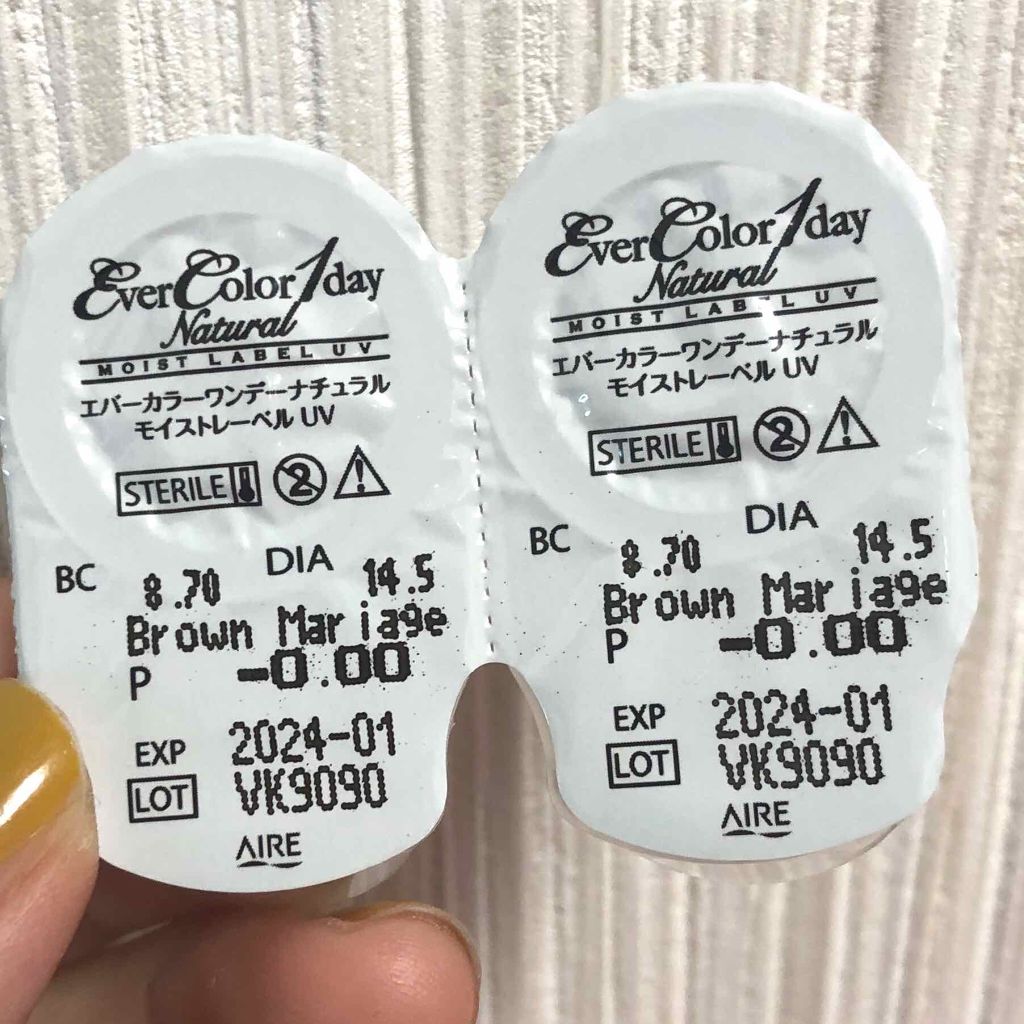 EverColor1day
Natural
MOIST LABEL UV
エバーカラーワンデーナチュラル
モイストレーベル UV
STERILE 2 !
BC 8.70 DIA 14.5
Brown Mariage
P -0.00
EXP 2024-01
LOT VK9090
AIRE
EverColor1day
Natural
MOIST LABEL UV
エバーカラーワンデーナチュラル
モイストレーベル UV
STERILE 2 !
BC 8.70 DIA 14.5
Brown Mariage
P -0.00
EXP 2024-01
LOT VK9090
AIRE